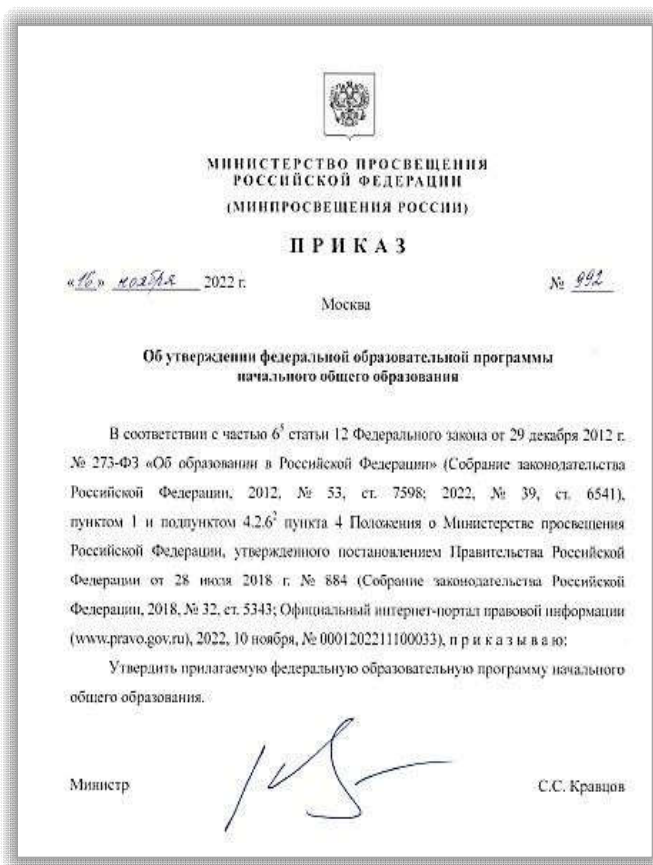 МИНИСТЕРСТВО ПРОСВЕЩЕНИЯ
РОССИЙСКОЙ ФЕДЕРАЦИИ
(МИНПРОСВЕЩЕНИЯ РОССИИ)
П Р И К А З
«16» ноября 2022 г. № 992
Москва
Об утверждении федеральной образовательной программы
начального общего образования
В соответствии с частью 6⁵ статьи 12 Федерального закона от 29 декабря 2012 г.
№ 273-ФЗ «Об образовании в Российской Федерации» (Собрание законодательства
Российской Федерации, 2012, № 53, ст. 7598; 2022, № 39, ст. 6541),
пунктом 1 и подпунктом 4.2.6² пункта 4 Положения о Министерстве просвещения
Российской Федерации, утвержденного постановлением Правительства Российской
Федерации от 28 июля 2018 г. № 884 (Собрание законодательства Российской
Федерации, 2018, № 32, ст. 5343; Официальный интернет-портал правовой информации
(www.pravo.gov.ru), 2022, 10 ноября, № 0001202211100033), п р и к а з ы в а ю:
Утвердить прилагаемую федеральную образовательную программу начального
общего образования.
Министр С.С. Кравцов